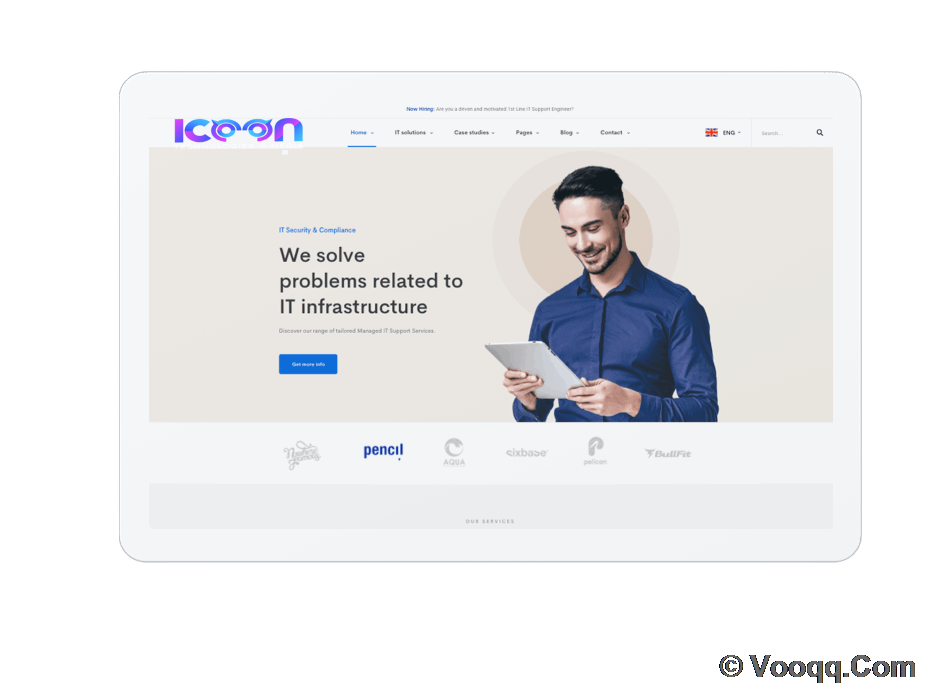 Now Hiring: Are you a driven and motivated 1st Line IT Support Engineer?
ICOON
Home
IT solutions
Case studies
Pages
Blog
Contact
ENG
Search...
IT Security & Compliance
We solve
problems related to
IT infrastructure
Discover our range of tailored Managed IT Support Services.
Get more info
pencil
AQUA
sixbase
pelican
BullFit
OUR SERVICES
© Vooqq.Com